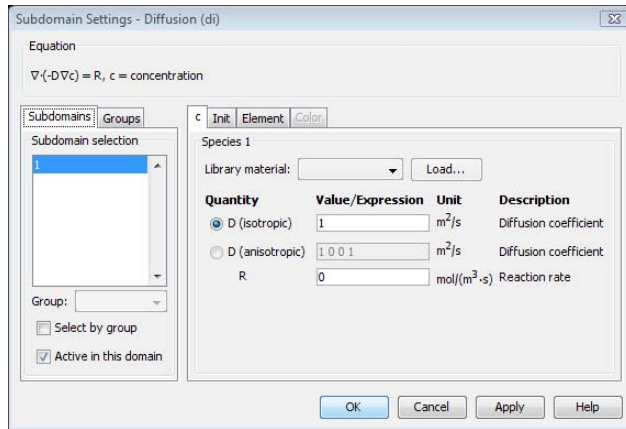 Subdomain Settings - Diffusion (di)
Equation
∇·(-D∇c) = R, c = concentration
Subdomains Groups
Subdomain selection
1
Group:
Select by group
Active in this domain
c Init Element Color
Species 1
Library material: Load...
Quantity Value/Expression Unit Description
D (isotropic) 1 m²/s Diffusion coefficient
D (anisotropic) 1 0 0 1 m²/s Diffusion coefficient
R 0 mol/(m³·s) Reaction rate
OK Cancel Apply Help